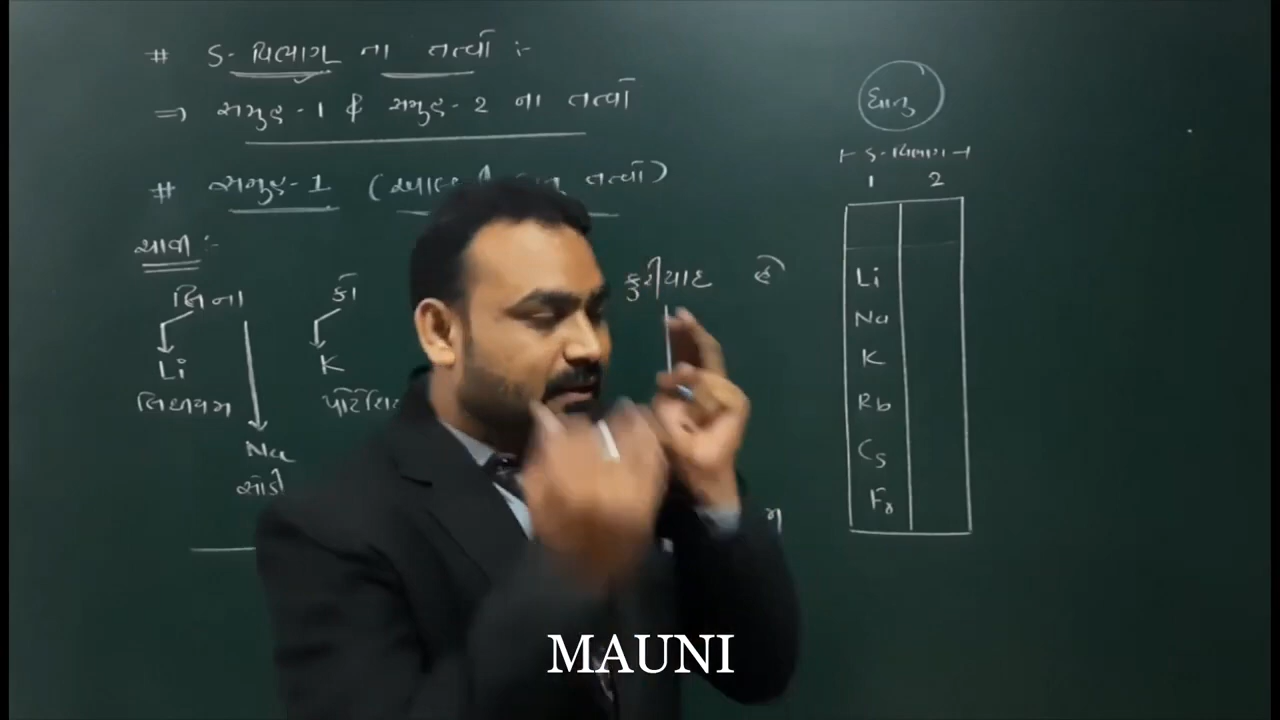 # S- વિભાગ ના તત્વો :-
⇒ સમુહ-1 & સમુહ-2 ના તત્વો
# સમુહ-1 ( તત્વો)
ચાવી :-
લિના
કા
ફરીયાદ
Li
K
લિથીયમ
Na
ધાતુ
S-વિભાગ
1 2
Li
Na
K
Rb
Cs
Fr
MAUNI